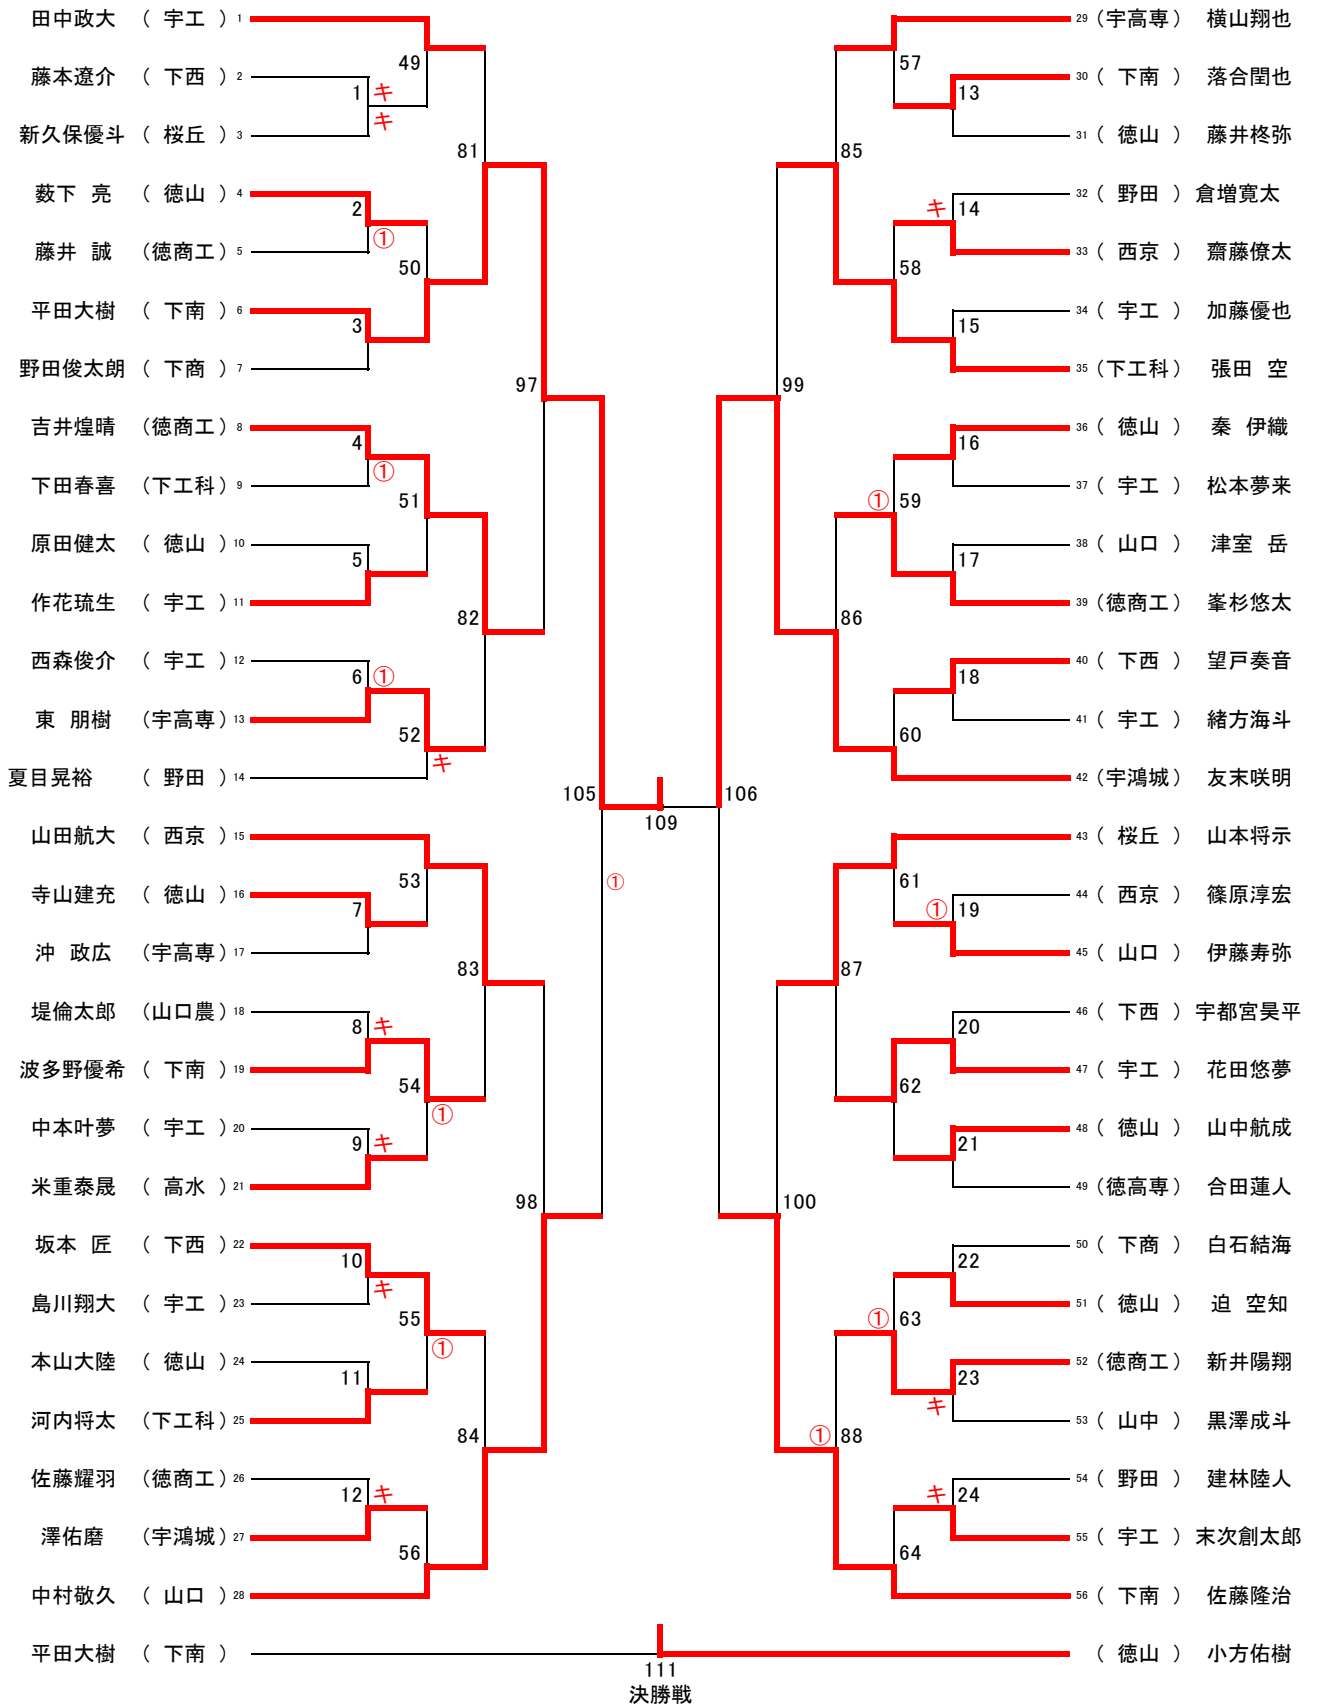 田中政大 （ 宇工 ） 1
藤本遼介 （ 下西 ） 2
新久保優斗 （ 桜丘 ） 3
薮下 亮 （ 徳山 ） 4
藤井 誠 （徳商工） 5
平田大樹 （ 下南 ） 6
野田俊太朗 （ 下商 ） 7
吉井煌晴 （徳商工） 8
下田春喜 （下工科） 9
原田健太 （ 徳山 ） 10
作花琉生 （ 宇工 ） 11
西森俊介 （ 宇工 ） 12
東 朋樹 （宇高専） 13
夏目晃裕 （ 野田 ） 14
山田航大 （ 西京 ） 15
寺山建充 （ 徳山 ） 16
沖 政広 （宇高専） 17
堤倫太郎 （山口農） 18
波多野優希 （ 下南 ） 19
中本叶夢 （ 宇工 ） 20
米重泰晟 （ 高水 ） 21
坂本 匠 （ 下西 ） 22
島川翔大 （ 宇工 ） 23
本山大陸 （ 徳山 ） 24
河内将太 （下工科） 25
佐藤耀羽 （徳商工） 26
澤佑磨 （宇鴻城） 27
中村敬久 （ 山口 ） 28
1 キ
キ
2 ①
3
4 ①
5
6 ①
7
8 キ
9 キ
10 キ
11
12 キ
49
50
51
52 キ
53
54 ①
55 ①
56
81
82
83
84
97
98
105 ①
109
106
99
100
85
86
87
① 88
57
58
① 59
60
61
62
① 63
64
13
キ 14
15
16
17
18
① 19
20
21
22
23
キ
キ 24
29 （宇高専） 横山翔也
30 （ 下南 ） 落合聖也
31 （ 徳山 ） 藤井柊弥
32 （ 野田 ） 倉増寛太
33 （ 西京 ） 齋藤僚太
34 （ 宇工 ） 加藤優也
35 （下工科） 張田 空
36 （ 徳山 ） 秦 伊織
37 （ 宇工 ） 松本夢来
38 （ 山口 ） 津室 岳
39 （徳商工） 峯杉悠太
40 （ 下西 ） 望戸奏音
41 （ 宇工 ） 緒方海斗
42 （宇鴻城） 友末咲明
43 （ 桜丘 ） 山本将示
44 （ 西京 ） 篠原淳宏
45 （ 山口 ） 伊藤寿弥
46 （ 下西 ） 宇都宮昊平
47 （ 宇工 ） 花田悠夢
48 （ 徳山 ） 山中航成
49 （徳高専） 合田蓮人
50 （ 下商 ） 白石結海
51 （ 徳山 ） 迫 空知
52 （徳商工） 新井陽翔
53 （ 山中 ） 黒澤成斗
54 （ 野田 ） 建林陸人
55 （ 宇工 ） 末次創太郎
56 （ 下南 ） 佐藤隆治
平田大樹 （ 下南 ）
（ 徳山 ） 小方佑樹
111
決勝戦